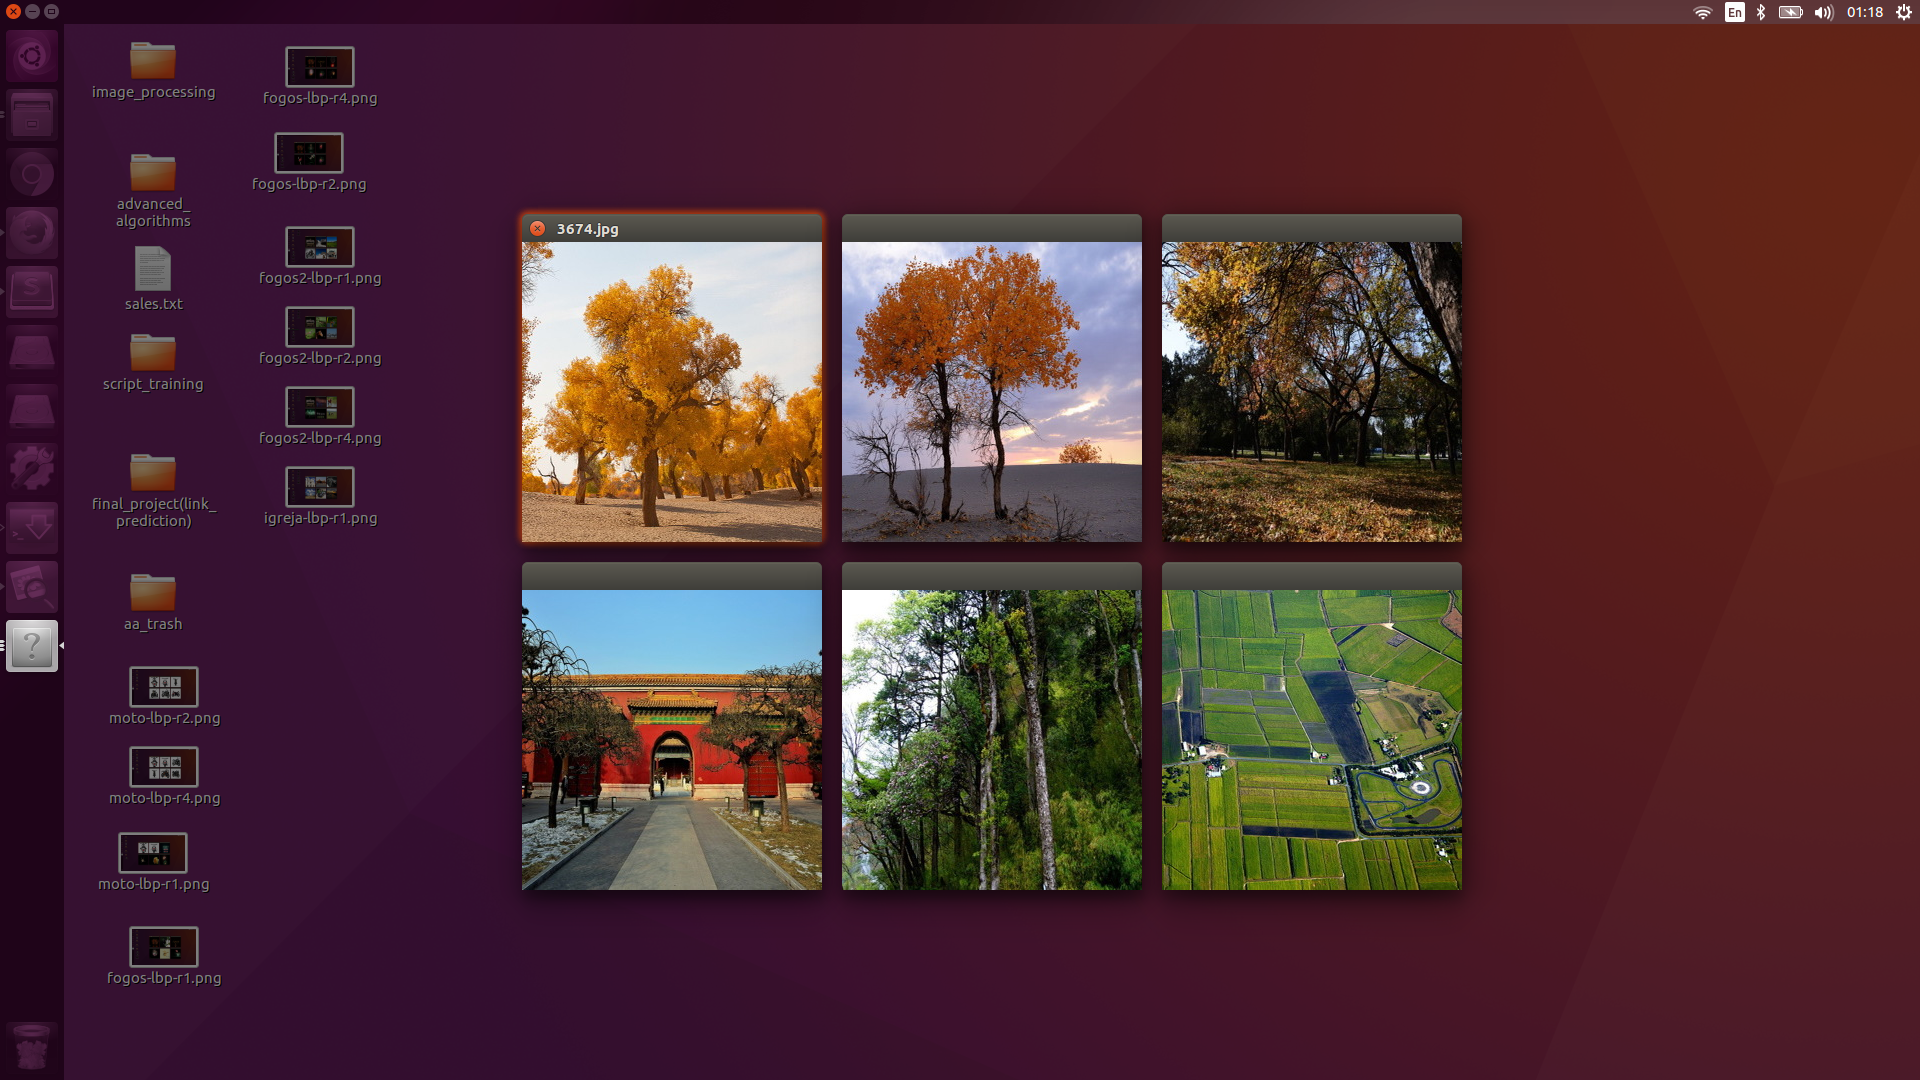 En
01:18
image_processing
fogos-lbp-r4.png
fogos-lbp-r2.png
advanced_
algorithms
fogos2-lbp-r1.png
sales.txt
fogos2-lbp-r2.png
script_training
fogos2-lbp-r4.png
final_project(link_
prediction)
igreja-lbp-r1.png
aa_trash
moto-lbp-r2.png
moto-lbp-r4.png
moto-lbp-r1.png
fogos-lbp-r1.png
3674.jpg
S
?